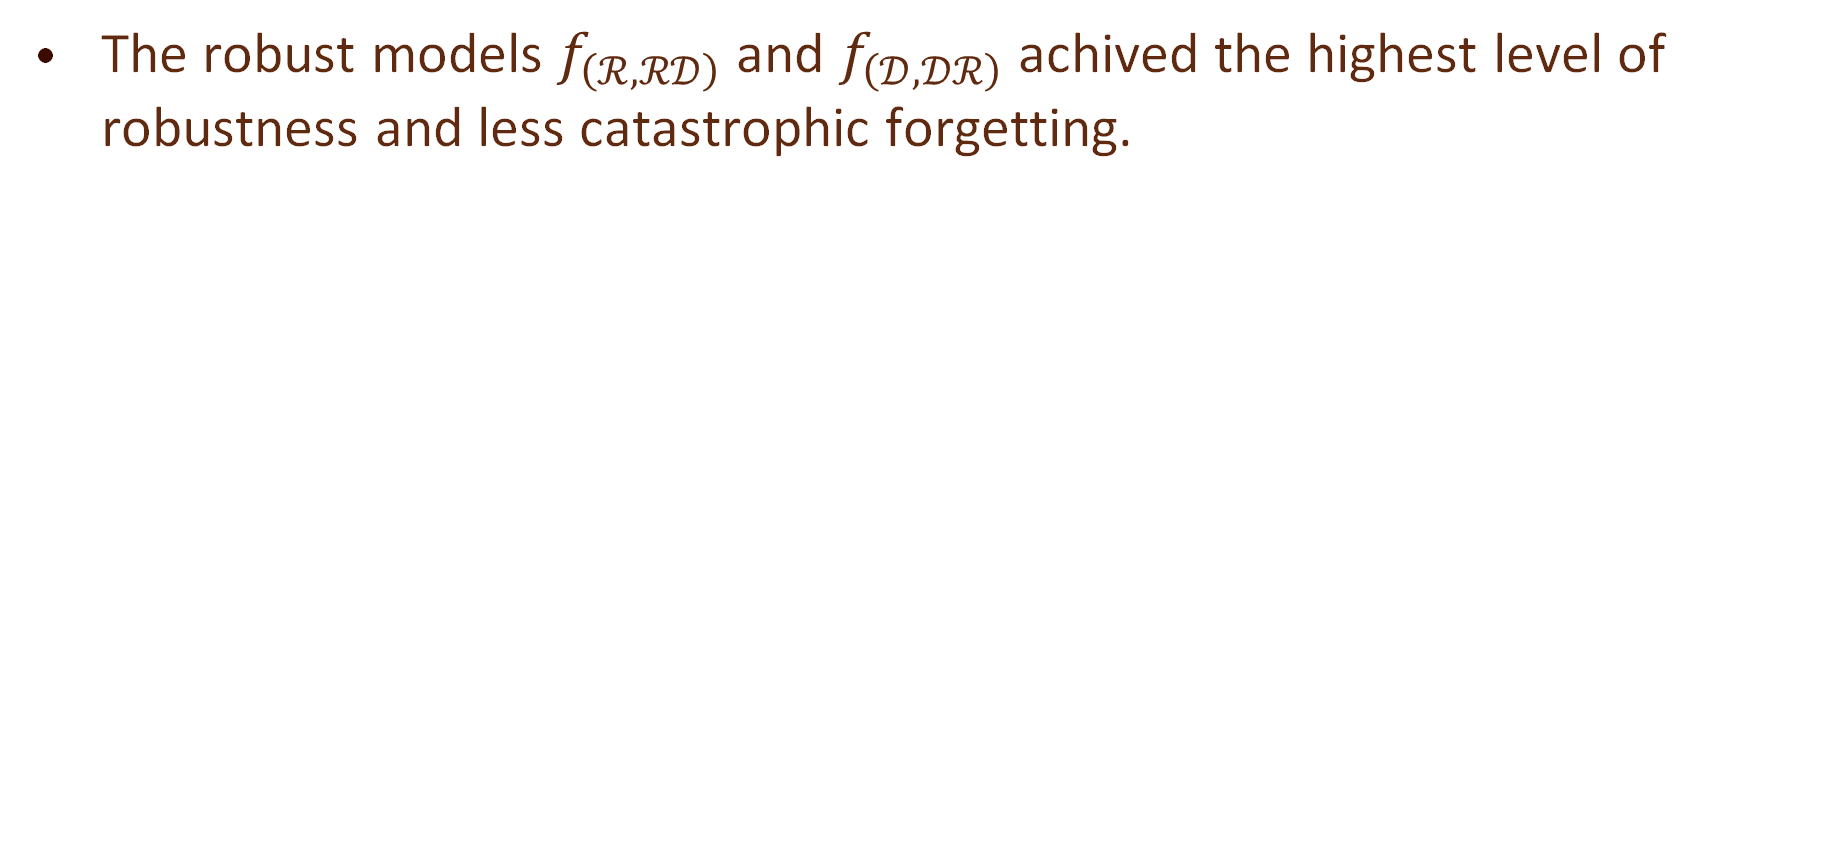 • The robust models f(ℛ,ℛ𝒟) and f(𝒟,𝒟ℛ) achived the highest level of
robustness and less catastrophic forgetting.